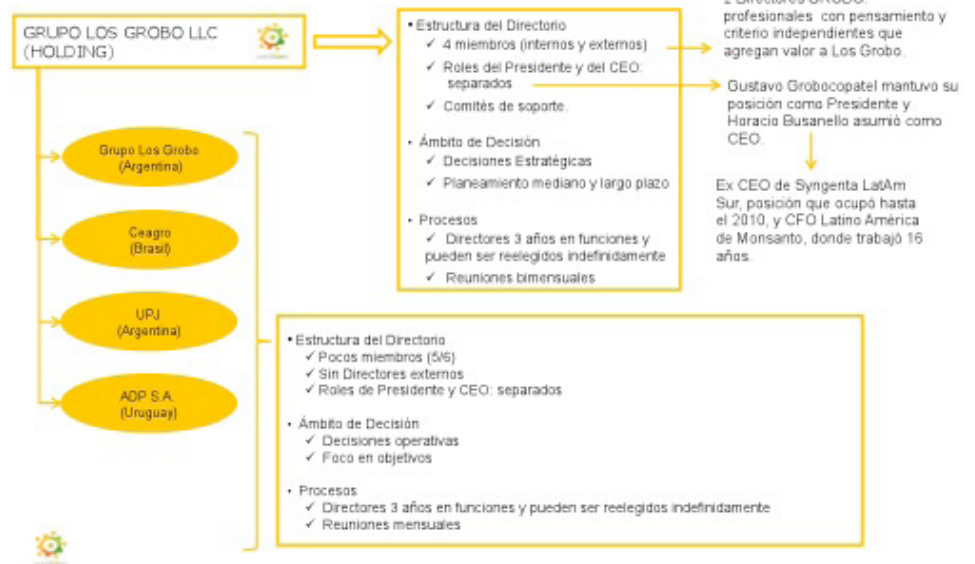 GRUPO LOS GROBO LLC
(HOLDING)
Grupo Los Grobo
(Argentina)
Ceagro
(Brasil)
UPJ
(Argentina)
ADP S.A.
(Uruguay)
• Estructura del Directorio
✓ 4 miembros (internos y externos)
✓ Roles del Presidente y del CEO:
separados
✓ Comités de soporte.
• Ámbito de Decisión
✓ Decisiones Estratégicas
✓ Planeamiento mediano y largo plazo
• Procesos
✓ Directores 3 años en funciones y
pueden ser reelegidos indefinidamente
✓ Reuniones bimensuales
2 Directores GROBO:
profesionales con pensamiento y
criterio independientes que
agregan valor a Los Grobo.
Gustavo Grobocopatel mantuvo su
posición como Presidente y
Horacio Busanello asumió como
CEO.
Ex CEO de Syngenta LatAm
Sur, posición que ocupó hasta
el 2010, y CFO Latino América
de Monsanto, donde trabajó 16
años.
• Estructura del Directorio
✓ Pocos miembros (5/6)
✓ Sin Directores externos
✓ Roles de Presidente y CEO: separados
• Ámbito de Decisión
✓ Decisiones operativas
✓ Foco en objetivos
• Procesos
✓ Directores 3 años en funciones y pueden ser reelegidos indefinidamente
✓ Reuniones mensuales